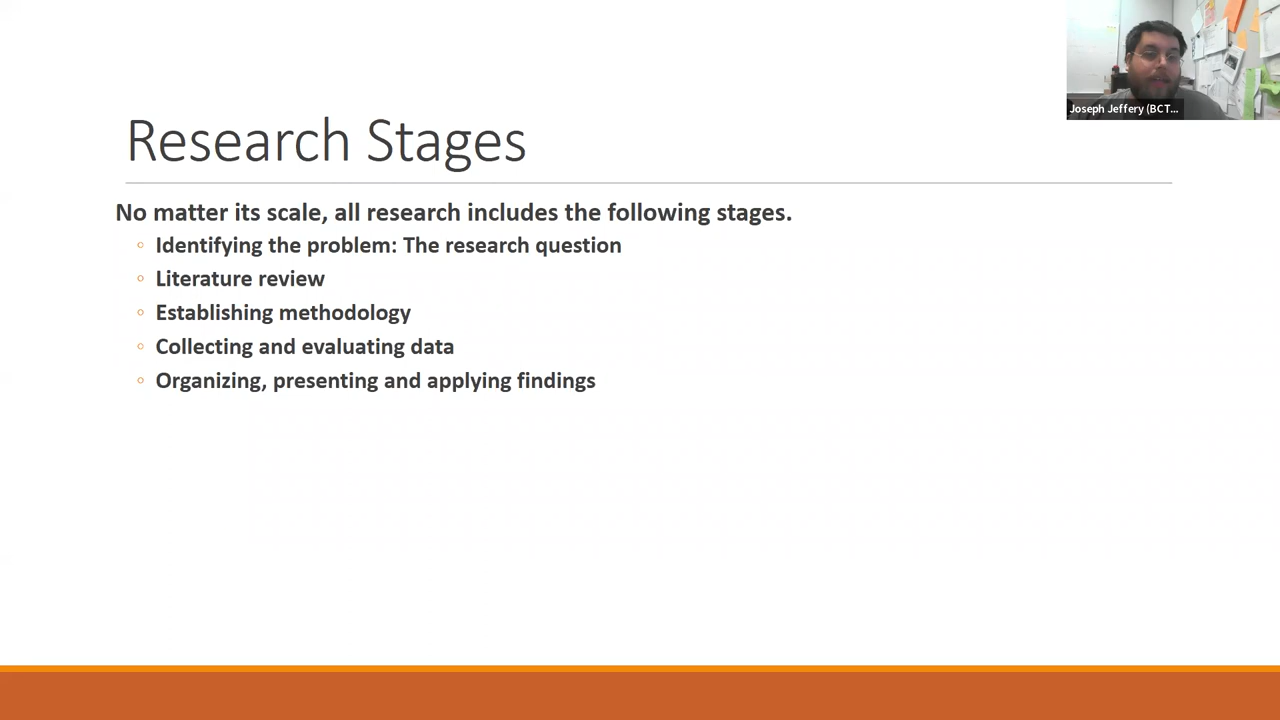 Joseph Jeffery (BCT...
Research Stages
No matter its scale, all research includes the following stages.
◦ Identifying the problem: The research question
◦ Literature review
◦ Establishing methodology
◦ Collecting and evaluating data
◦ Organizing, presenting and applying findings